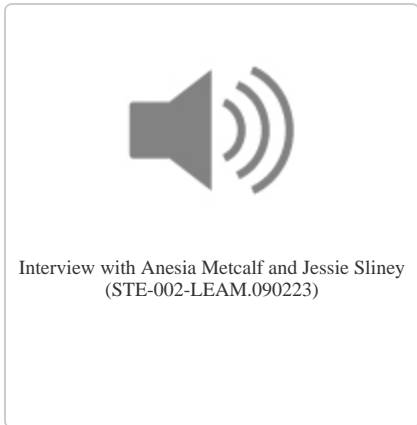 Interview with Anesia Metcalf and Jessie Sliney
(STE-002-LEAM.090223)